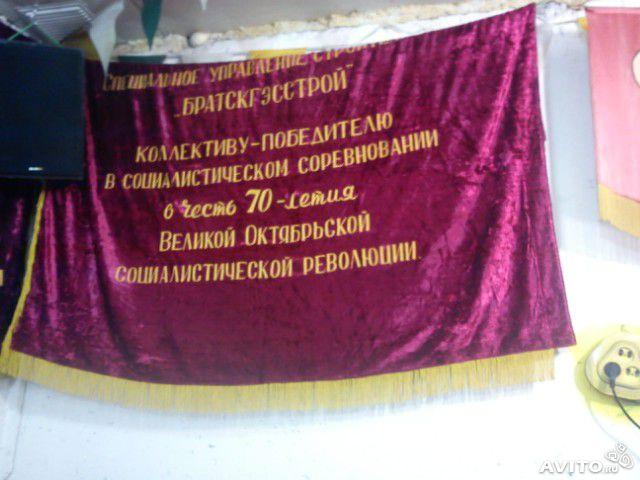 СПЕЦИАЛЬНОЕ УПРАВЛЕНИЕ
„БРАТСКГЭССТРОЙ"
КОЛЛЕКТИВУ-ПОБЕДИТЕЛЮ
В СОЦИАЛИСТИЧЕСКОМ СОРЕВНОВАНИИ
в честь 70-летия
ВЕЛИКОЙ ОКТЯБРЬСКОЙ
СОЦИАЛИСТИЧЕСКОЙ РЕВОЛЮЦИИ.
AVITO.ru